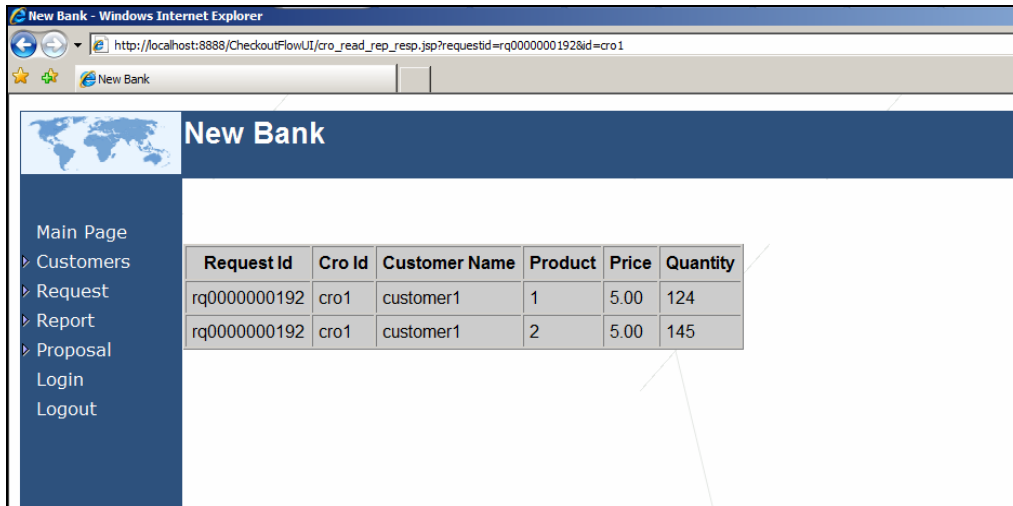 New Bank - Windows Internet Explorer
http://localhost:8888/CheckoutFlowUI/cro_read_rep_resp.jsp?requestid=rq0000000192&id=cro1
New Bank
New Bank
Main Page
Customers
Request
Report
Proposal
Login
Logout
Request Id Cro Id Customer Name Product Price Quantity
rq0000000192 cro1 customer1 1 5.00 124
rq0000000192 cro1 customer1 2 5.00 145